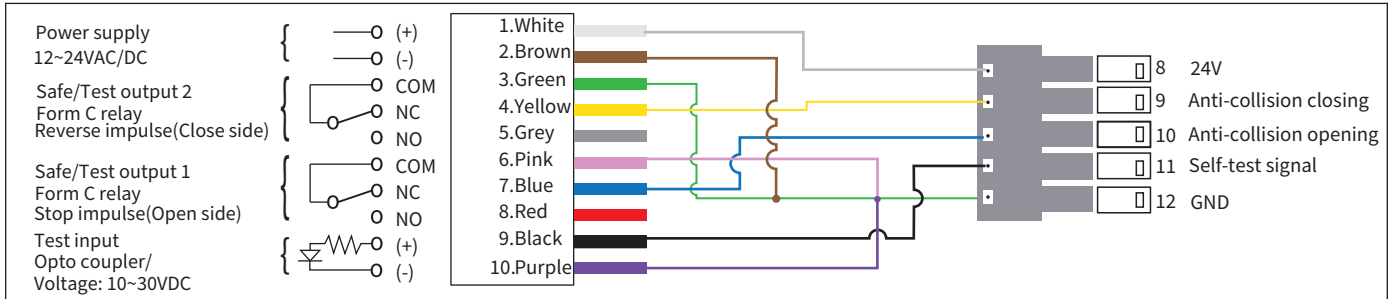 Power supply
12~24VAC/DC
(+)
(-)
Safe/Test output 2
Form C relay
Reverse impulse(Close side)
COM
NC
NO
Safe/Test output 1
Form C relay
Stop impulse(Open side)
COM
NC
NO
Test input
Opto coupler/
Voltage: 10~30VDC
(+)
(-)
1.White
2.Brown
3.Green
4.Yellow
5.Grey
6.Pink
7.Blue
8.Red
9.Black
10.Purple
8 24V
9 Anti-collision closing
10 Anti-collision opening
11 Self-test signal
12 GND